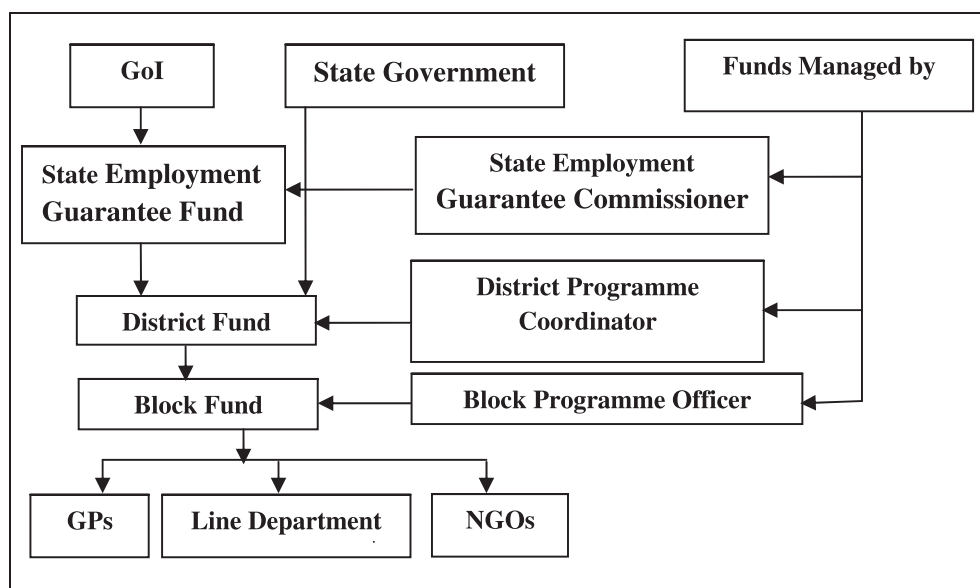 GoI
State Government
Funds Managed by
State Employment
Guarantee Fund
State Employment
Guarantee Commissioner
District Programme
Coordinator
District Fund
Block Fund
Block Programme Officer
GPs
Line Department
NGOs